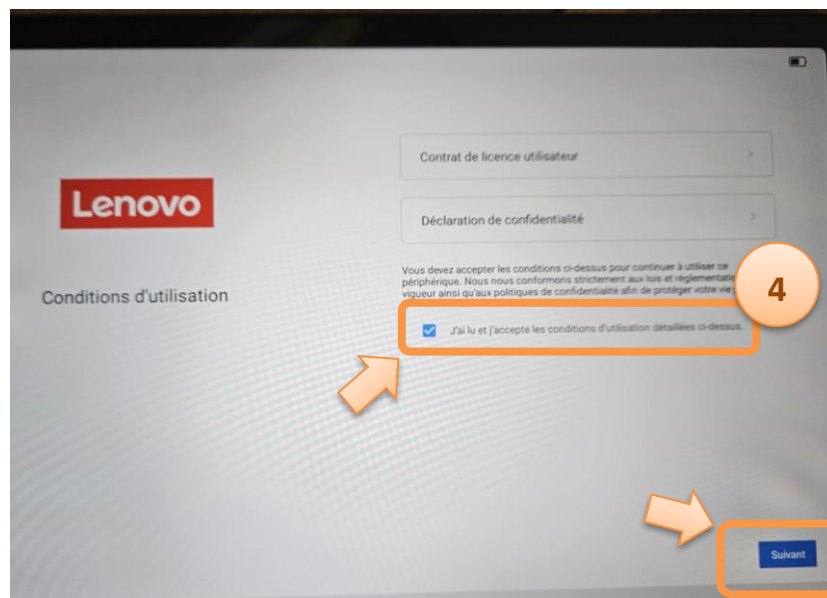 Contrat de licence utilisateur
Lenovo
Déclaration de confidentialité
Conditions d'utilisation
Vous devez accepter les conditions ci-dessus pour continuer à utiliser ce
périphérique. Nous nous conformons strictement aux lois et
vigueur ainsi qu'aux politiques de confidentialité afin de protéger votre vie
4
J'ai lu et j'accepte les conditions d'utilisation détaillées ci-dessus.
Suivant